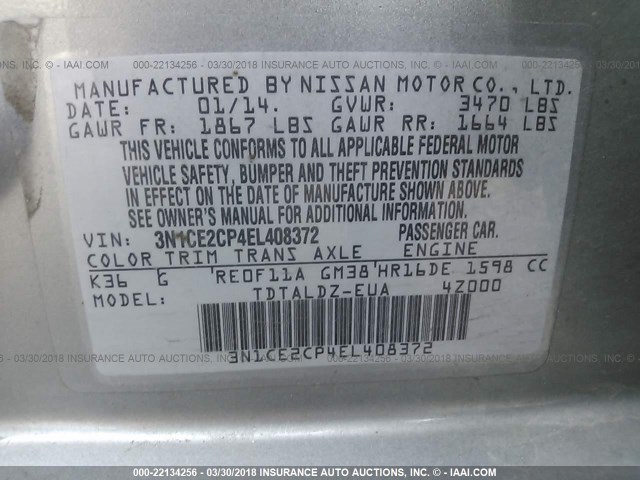 000-22134256 - 03/30/2018 - INSURANCE AUTO AUCTIONS, INC. - © - IAAI.COM
MANUFACTURED BY NISSAN MOTOR CO., LTD.
DATE: 01/14. GVWR: 3470 LBS
GAWR FR: 1867 LBS GAWR RR: 1664 LBS
THIS VEHICLE CONFORMS TO ALL APPLICABLE FEDERAL MOTOR
VEHICLE SAFETY, BUMPER AND THEFT PREVENTION STANDARDS
IN EFFECT ON THE DATE OF MANUFACTURE SHOWN ABOVE.
SEE OWNER'S MANUAL FOR ADDITIONAL INFORMATION.
VIN: 3N1CE2CP4EL408372 PASSENGER CAR.
COLOR TRIM TRANS AXLE ENGINE
K36 G 'RE0F11A GM38'HR16DE 1598 CC
MODEL: TDTALDZ-EUA 4Z000
3N1CE2CP4EL408372
000-22134256 - 03/30/2018 - INSURANCE AUTO AUCTIONS, INC. - © - IAAI.COM